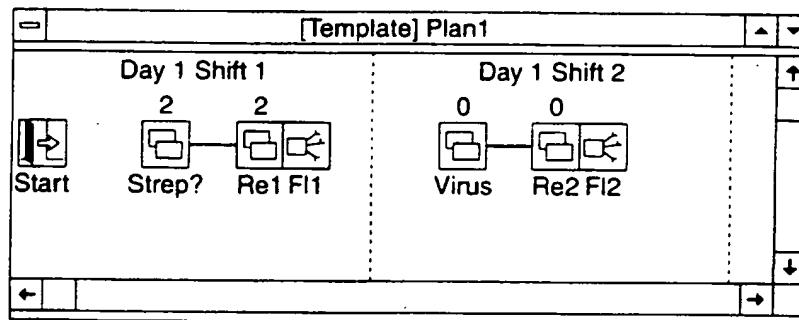 [Template] Plan1
Day 1 Shift 1 Day 1 Shift 2
2 2 0 0
Start Strep? Re1 Fl1 Virus Re2 Fl2